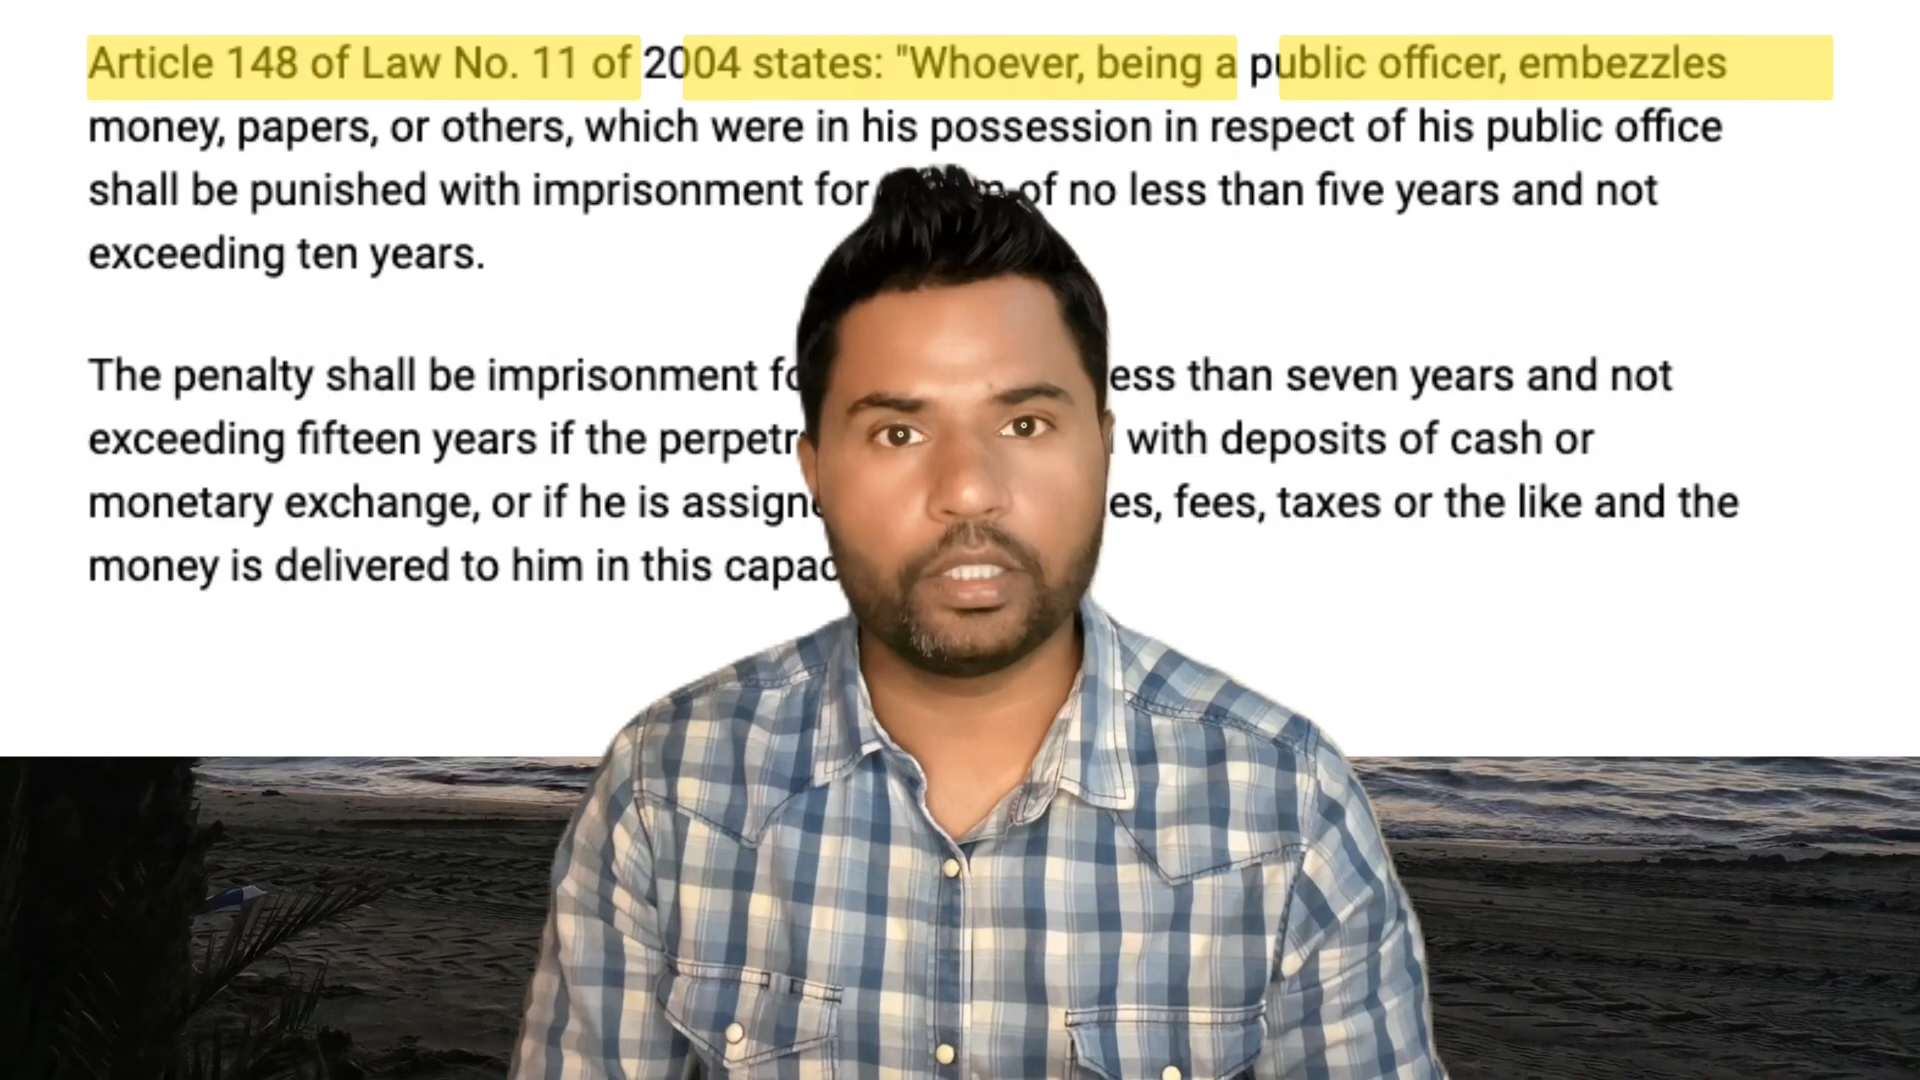 Article 148 of Law No. 11 of 2004 states: "Whoever, being a public officer, embezzles
money, papers, or others, which were in his possession in respect of his public office
shall be punished with imprisonment for of no less than five years and not
exceeding ten years.
The penalty shall be imprisonment ess than seven years and not
exceeding fifteen years if the perpetr with deposits of cash or
monetary exchange, or if he is assign es, fees, taxes or the like and the
money is delivered to him in this capac